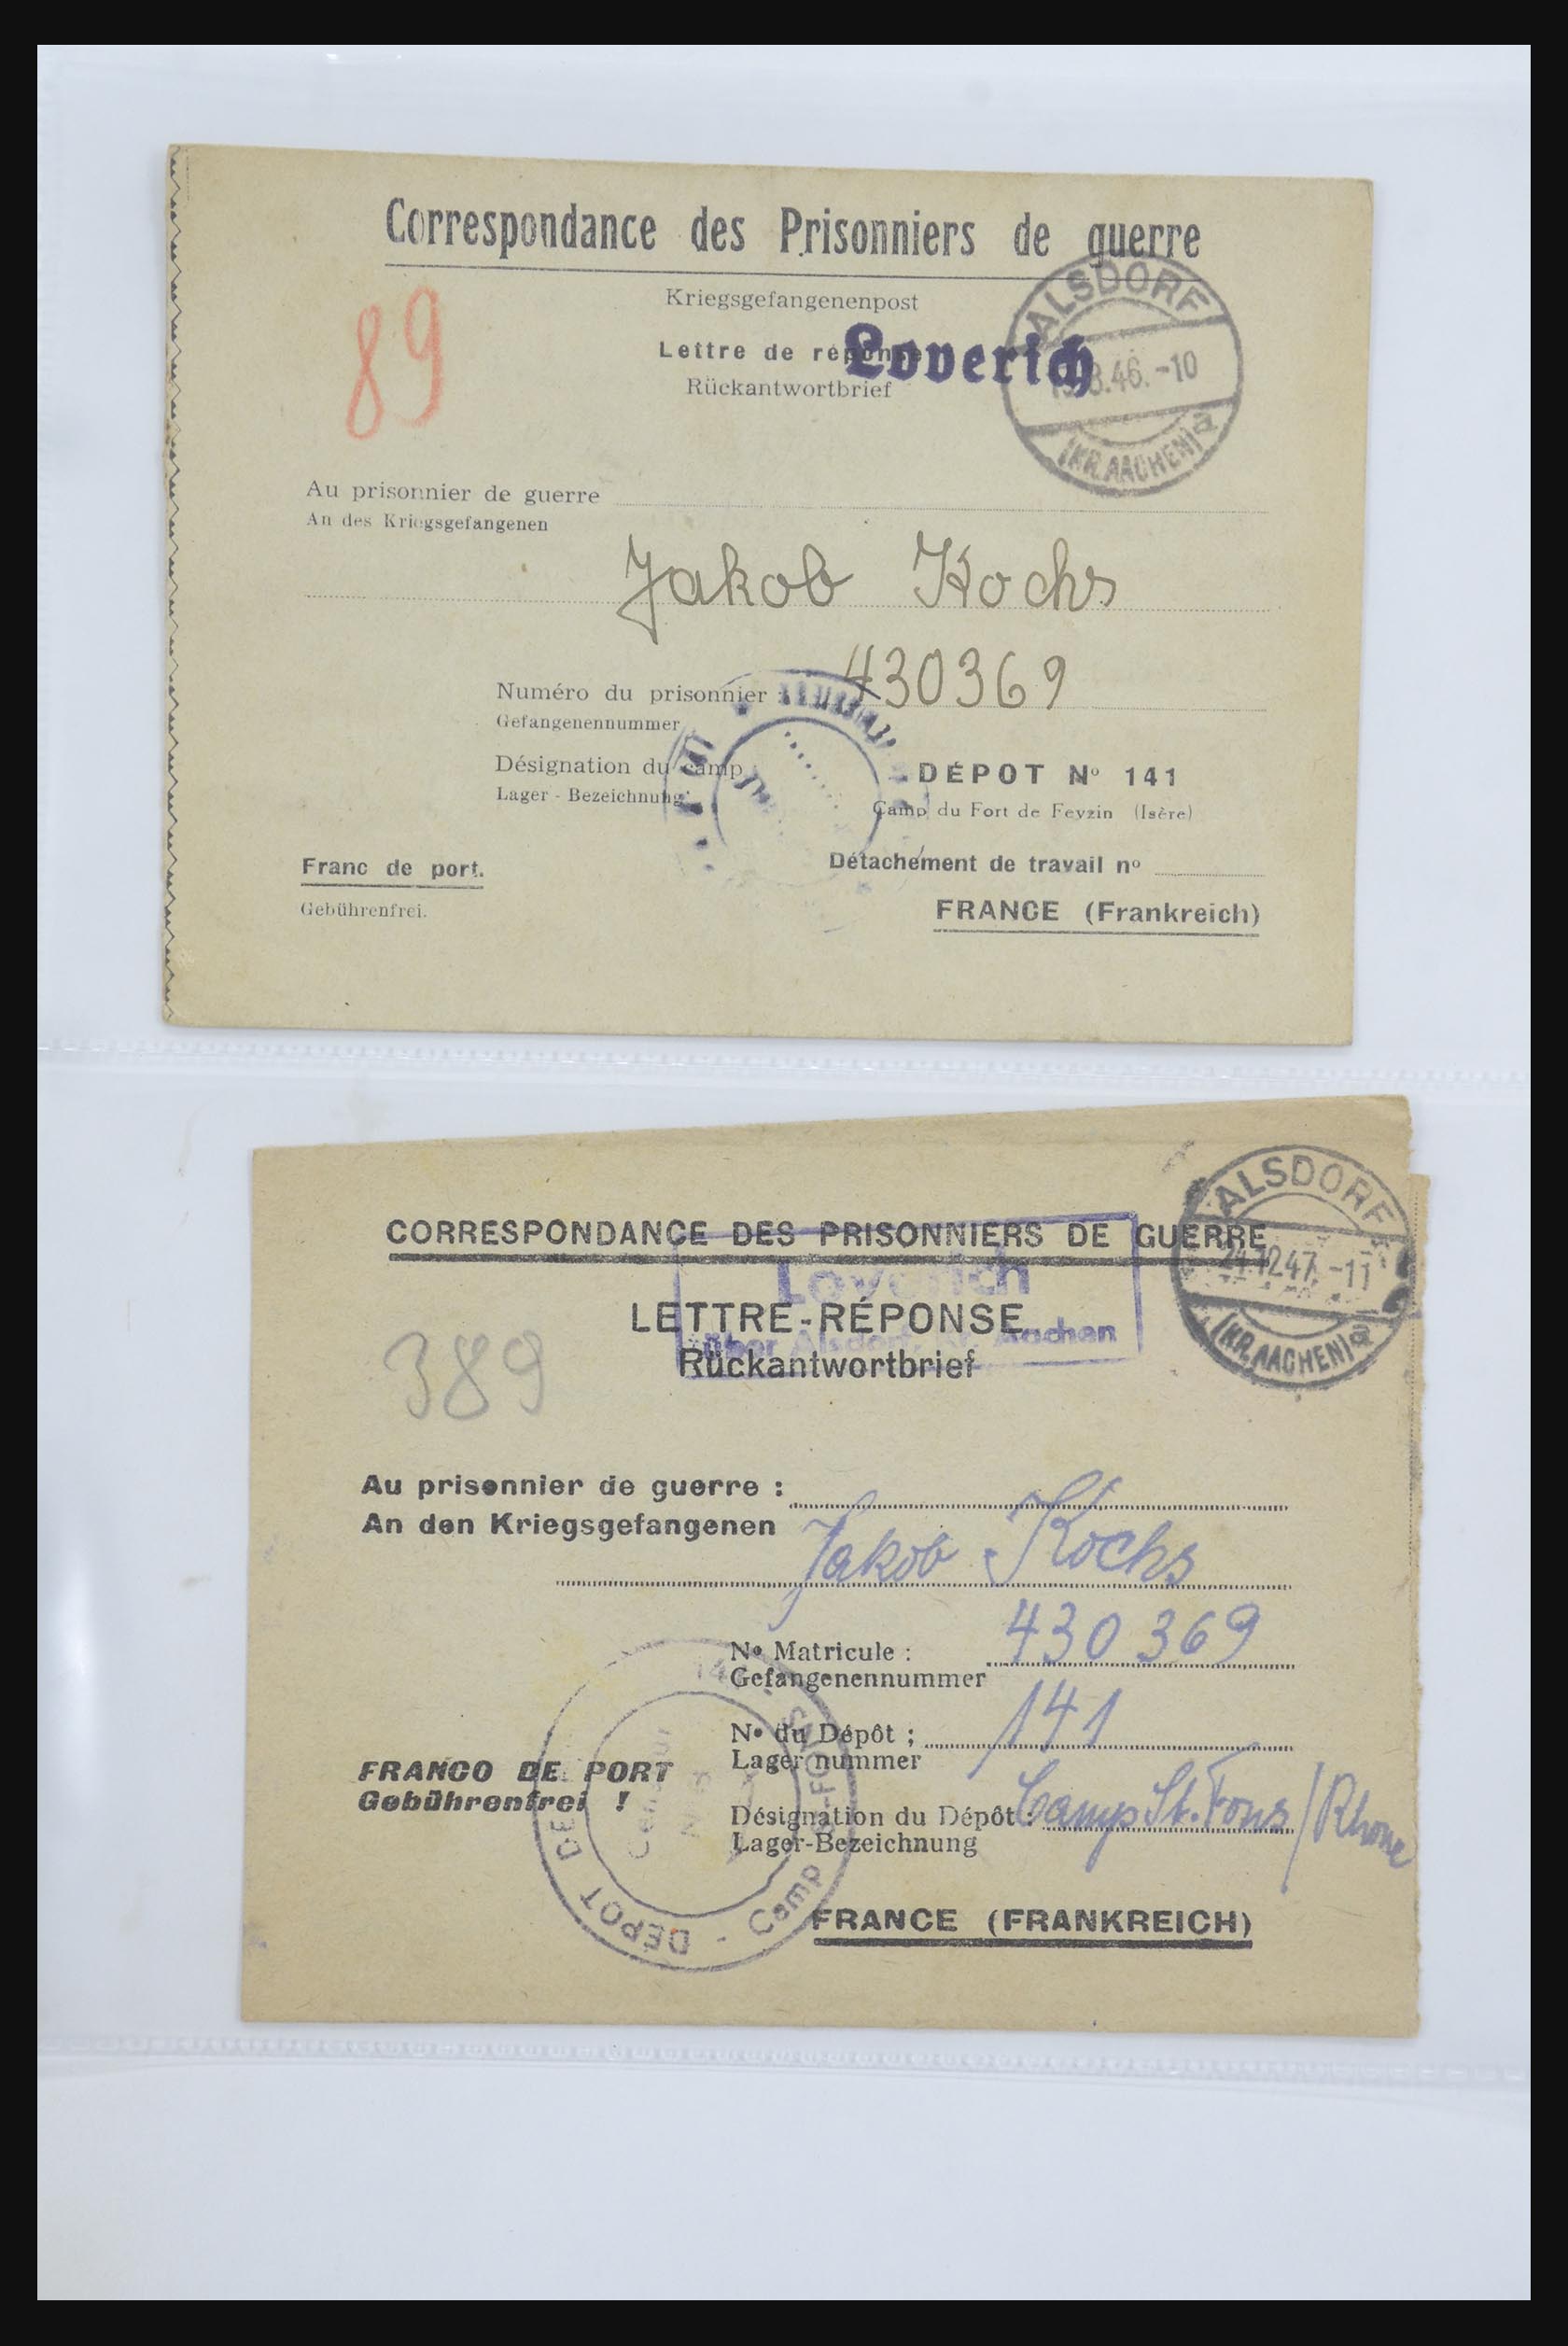 Correspondance des Prisonniers de guerre
Kriegsgefangenenpost
ALSDORF
89
Lettre de réponse
Loverich
8.46.-10
Rückantwortbrief
(KR.AACHEN) a
Au prisonnier de guerre
An des Kriegsgefangenen
Jakob Kochs
430369
Numéro du prisonnier :
Gefangenennummer
Désignation du camp
DÉPOT No 141
Lager - Bezeichnung:
Camp du Fort de Feyzin (Isère)
Franc de port.
Détachement de travail no
Gebührenfrei.
FRANCE (Frankreich)
ALSDORF
CORRESPONDANCE DES PRISONNIERS DE GUERRE
24.12.47.-11
Loverich
LETTRE-RÉPONSE
über Alsdorf, Kr. Aachen
(KR.AACHEN) a
Rückantwortbrief
389
Au prisonnier de guerre :
An den Kriegsgefangenen
Jakob Kochs
430 369
No Matricule :
Gefangenennummer
141
No du Dépôt ;
Lager nummer
FRANCO DE PORT
Gebührenfrei !
Désignation du Dépôt : Camp St. Fons / Rhone
Lager-Bezeichnung
DÉPOT DE
Camp
FRANCE (FRANKREICH)